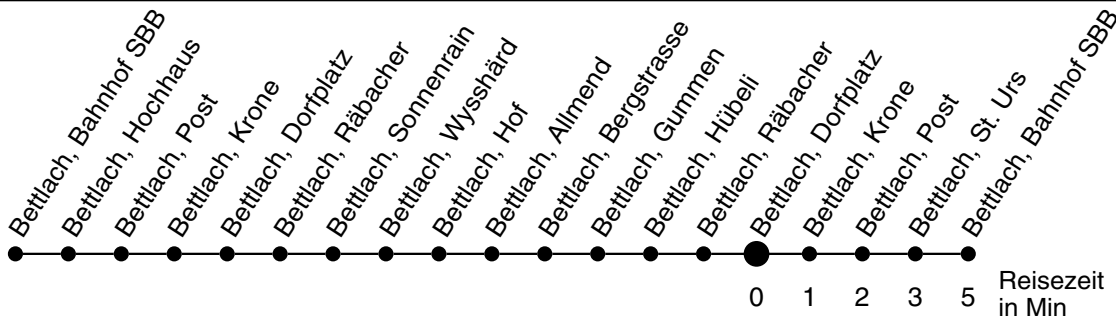 Bettlach, Bahnhof SBB
Bettlach, Hochhaus
Bettlach, Post
Bettlach, Krone
Bettlach, Dorfplatz
Bettlach, Räbacher
Bettlach, Sonnenrain
Bettlach, Wysshärd
Bettlach, Hof
Bettlach, Allmend
Bettlach, Bergstrasse
Bettlach, Gummen
Bettlach, Hübeli
Bettlach, Räbacher
Bettlach, Dorfplatz
Bettlach, Krone
Bettlach, Post
Bettlach, St. Urs
Bettlach, Bahnhof SBB
0 1 2 3 5
Reisezeit
in Min